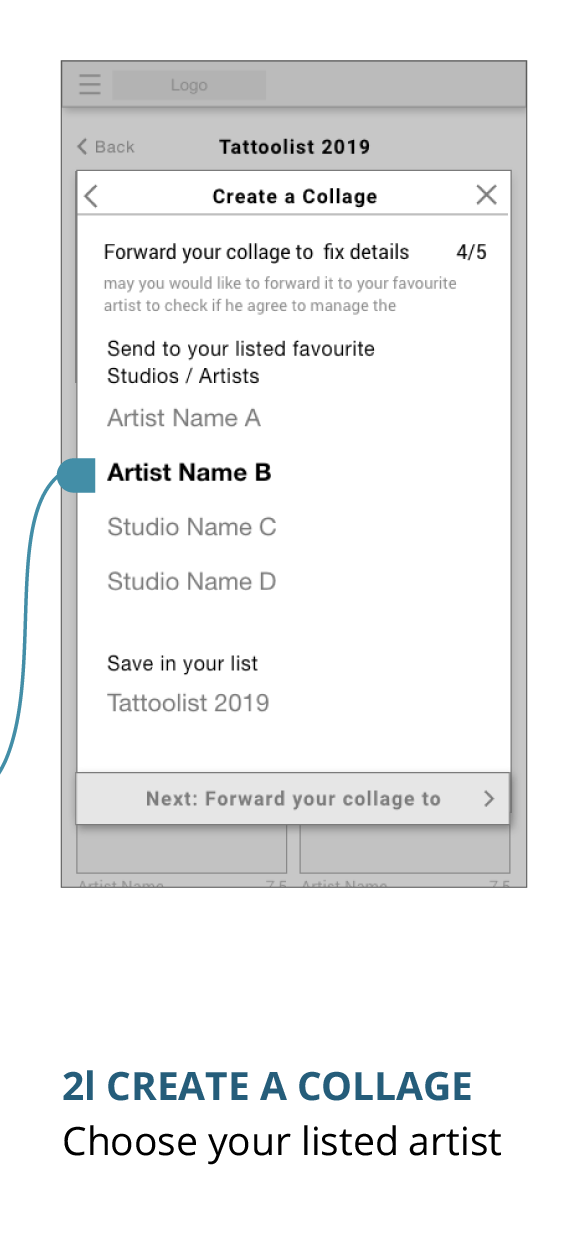 Logo
Back
Tattoolist 2019
Create a Collage
Forward your collage to fix details 4/5
may you would like to forward it to your favourite
artist to check if he agree to manage the
Send to your listed favourite
Studios / Artists
Artist Name A
Artist Name B
Studio Name C
Studio Name D
Save in your list
Tattoolist 2019
Next: Forward your collage to
Artist Name 7.5 Artist Name 7.5
2l CREATE A COLLAGE
Choose your listed artist